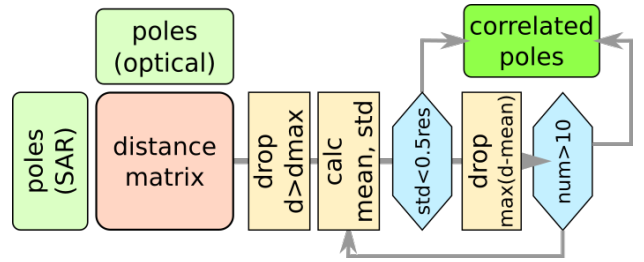 poles
(optical)
correlated
poles
poles
(SAR)
distance
matrix
drop
d>dmax
calc
mean, std
std<0.5res
drop
max(d-mean)
num>10